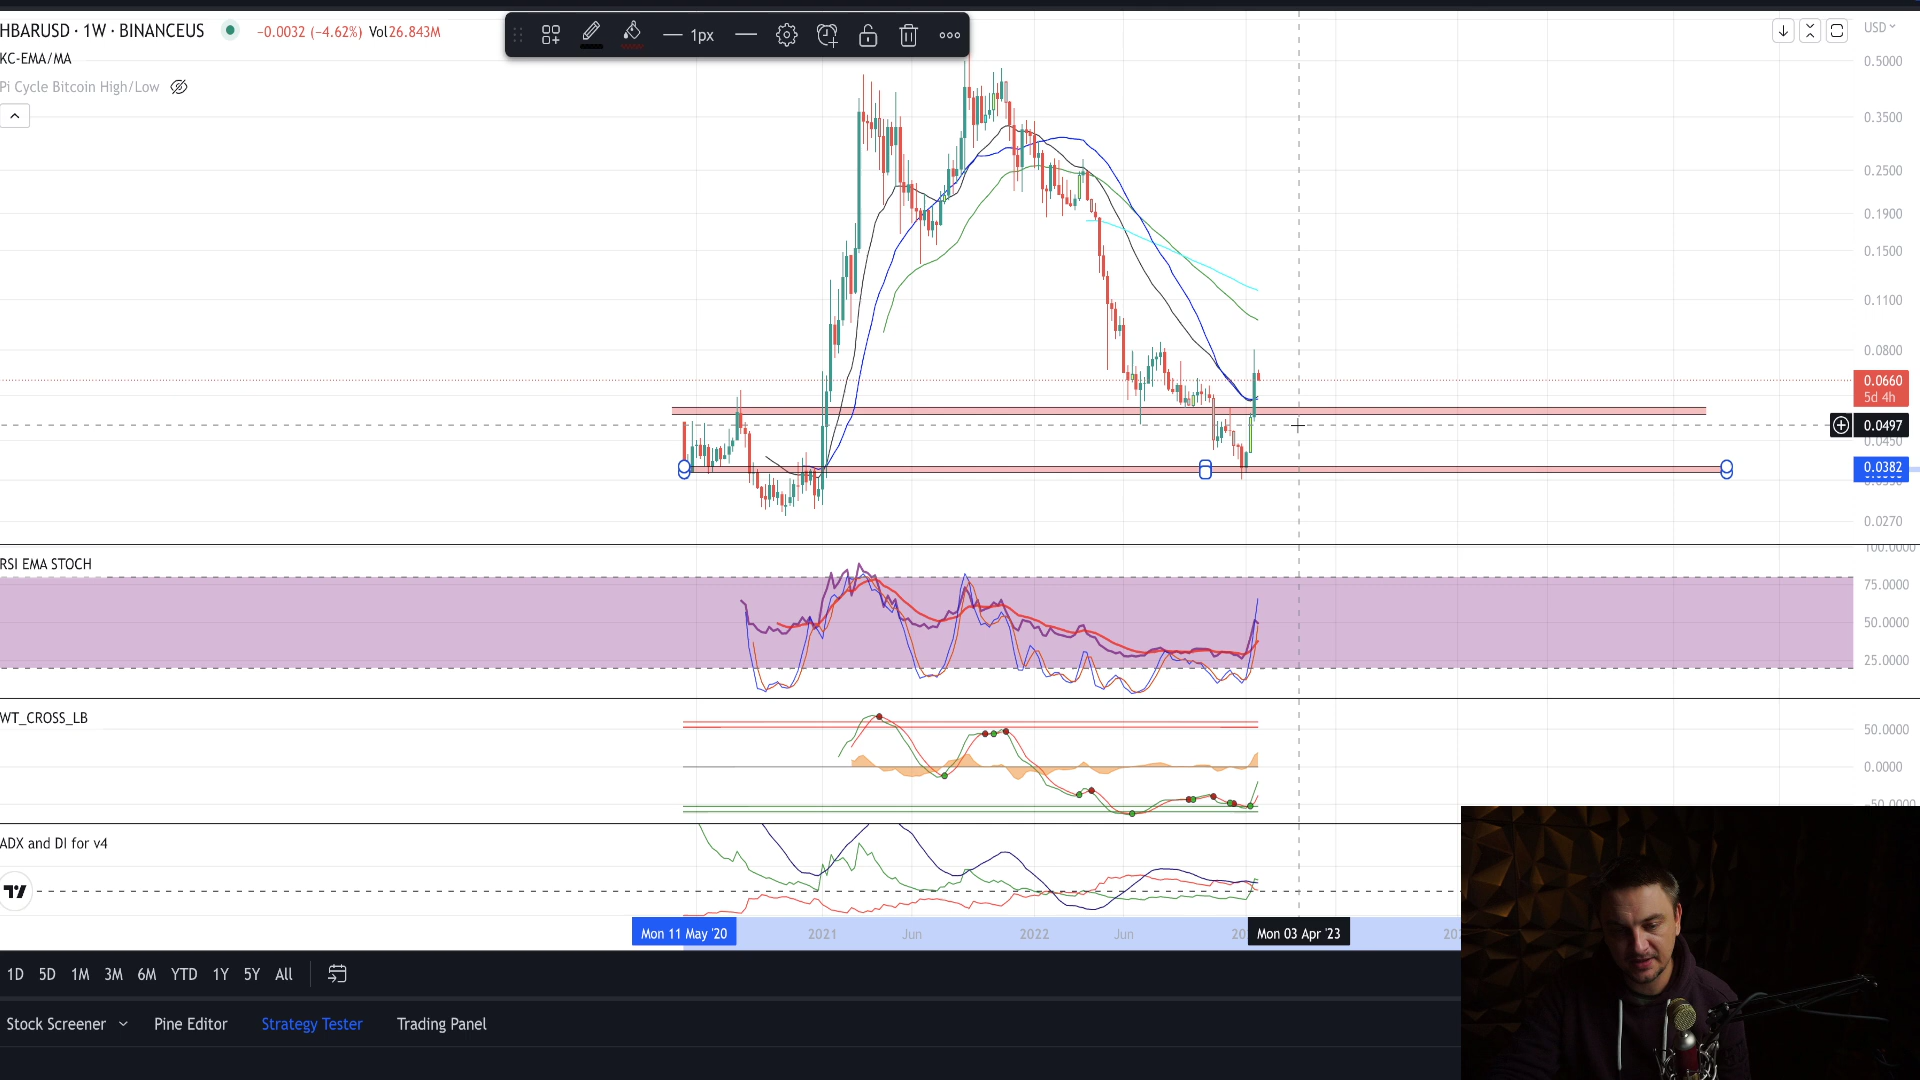 HBARUSD · 1W · BINANCEUS −0.0032 (−4.62%) Vol26.843M
KC-EMA/MA
Pi Cycle Bitcoin High/Low
1px
USD
0.5000
0.3500
0.2500
0.1900
0.1500
0.1100
0.0800
0.0660
5d 4h
0.0497
0.0450
0.0382
0.0270
RSI EMA STOCH
100.0000
75.0000
50.0000
25.0000
WT_CROSS_LB
50.0000
0.0000
−50.0000
ADX and DI for v4
Mon 11 May '20 2021 Jun 2022 Jun Mon 03 Apr '23
1D 5D 1M 3M 6M YTD 1Y 5Y All
Stock Screener Pine Editor Strategy Tester Trading Panel